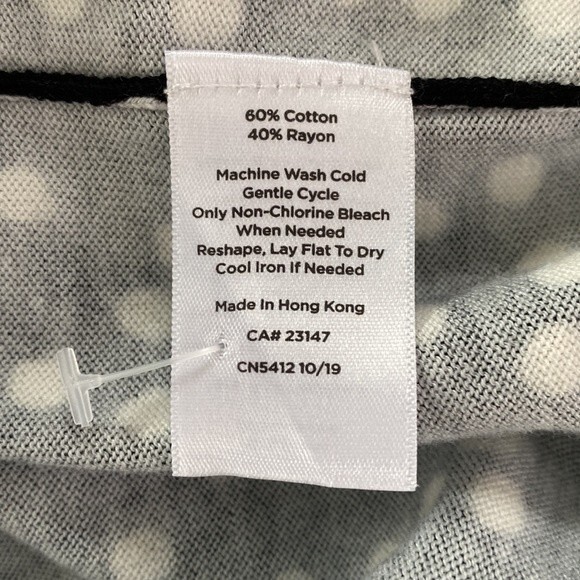 60% Cotton
40% Rayon
Machine Wash Cold
Gentle Cycle
Only Non-Chlorine Bleach
When Needed
Reshape, Lay Flat To Dry
Cool Iron If Needed
Made In Hong Kong
CA# 23147
CN5412 10/19